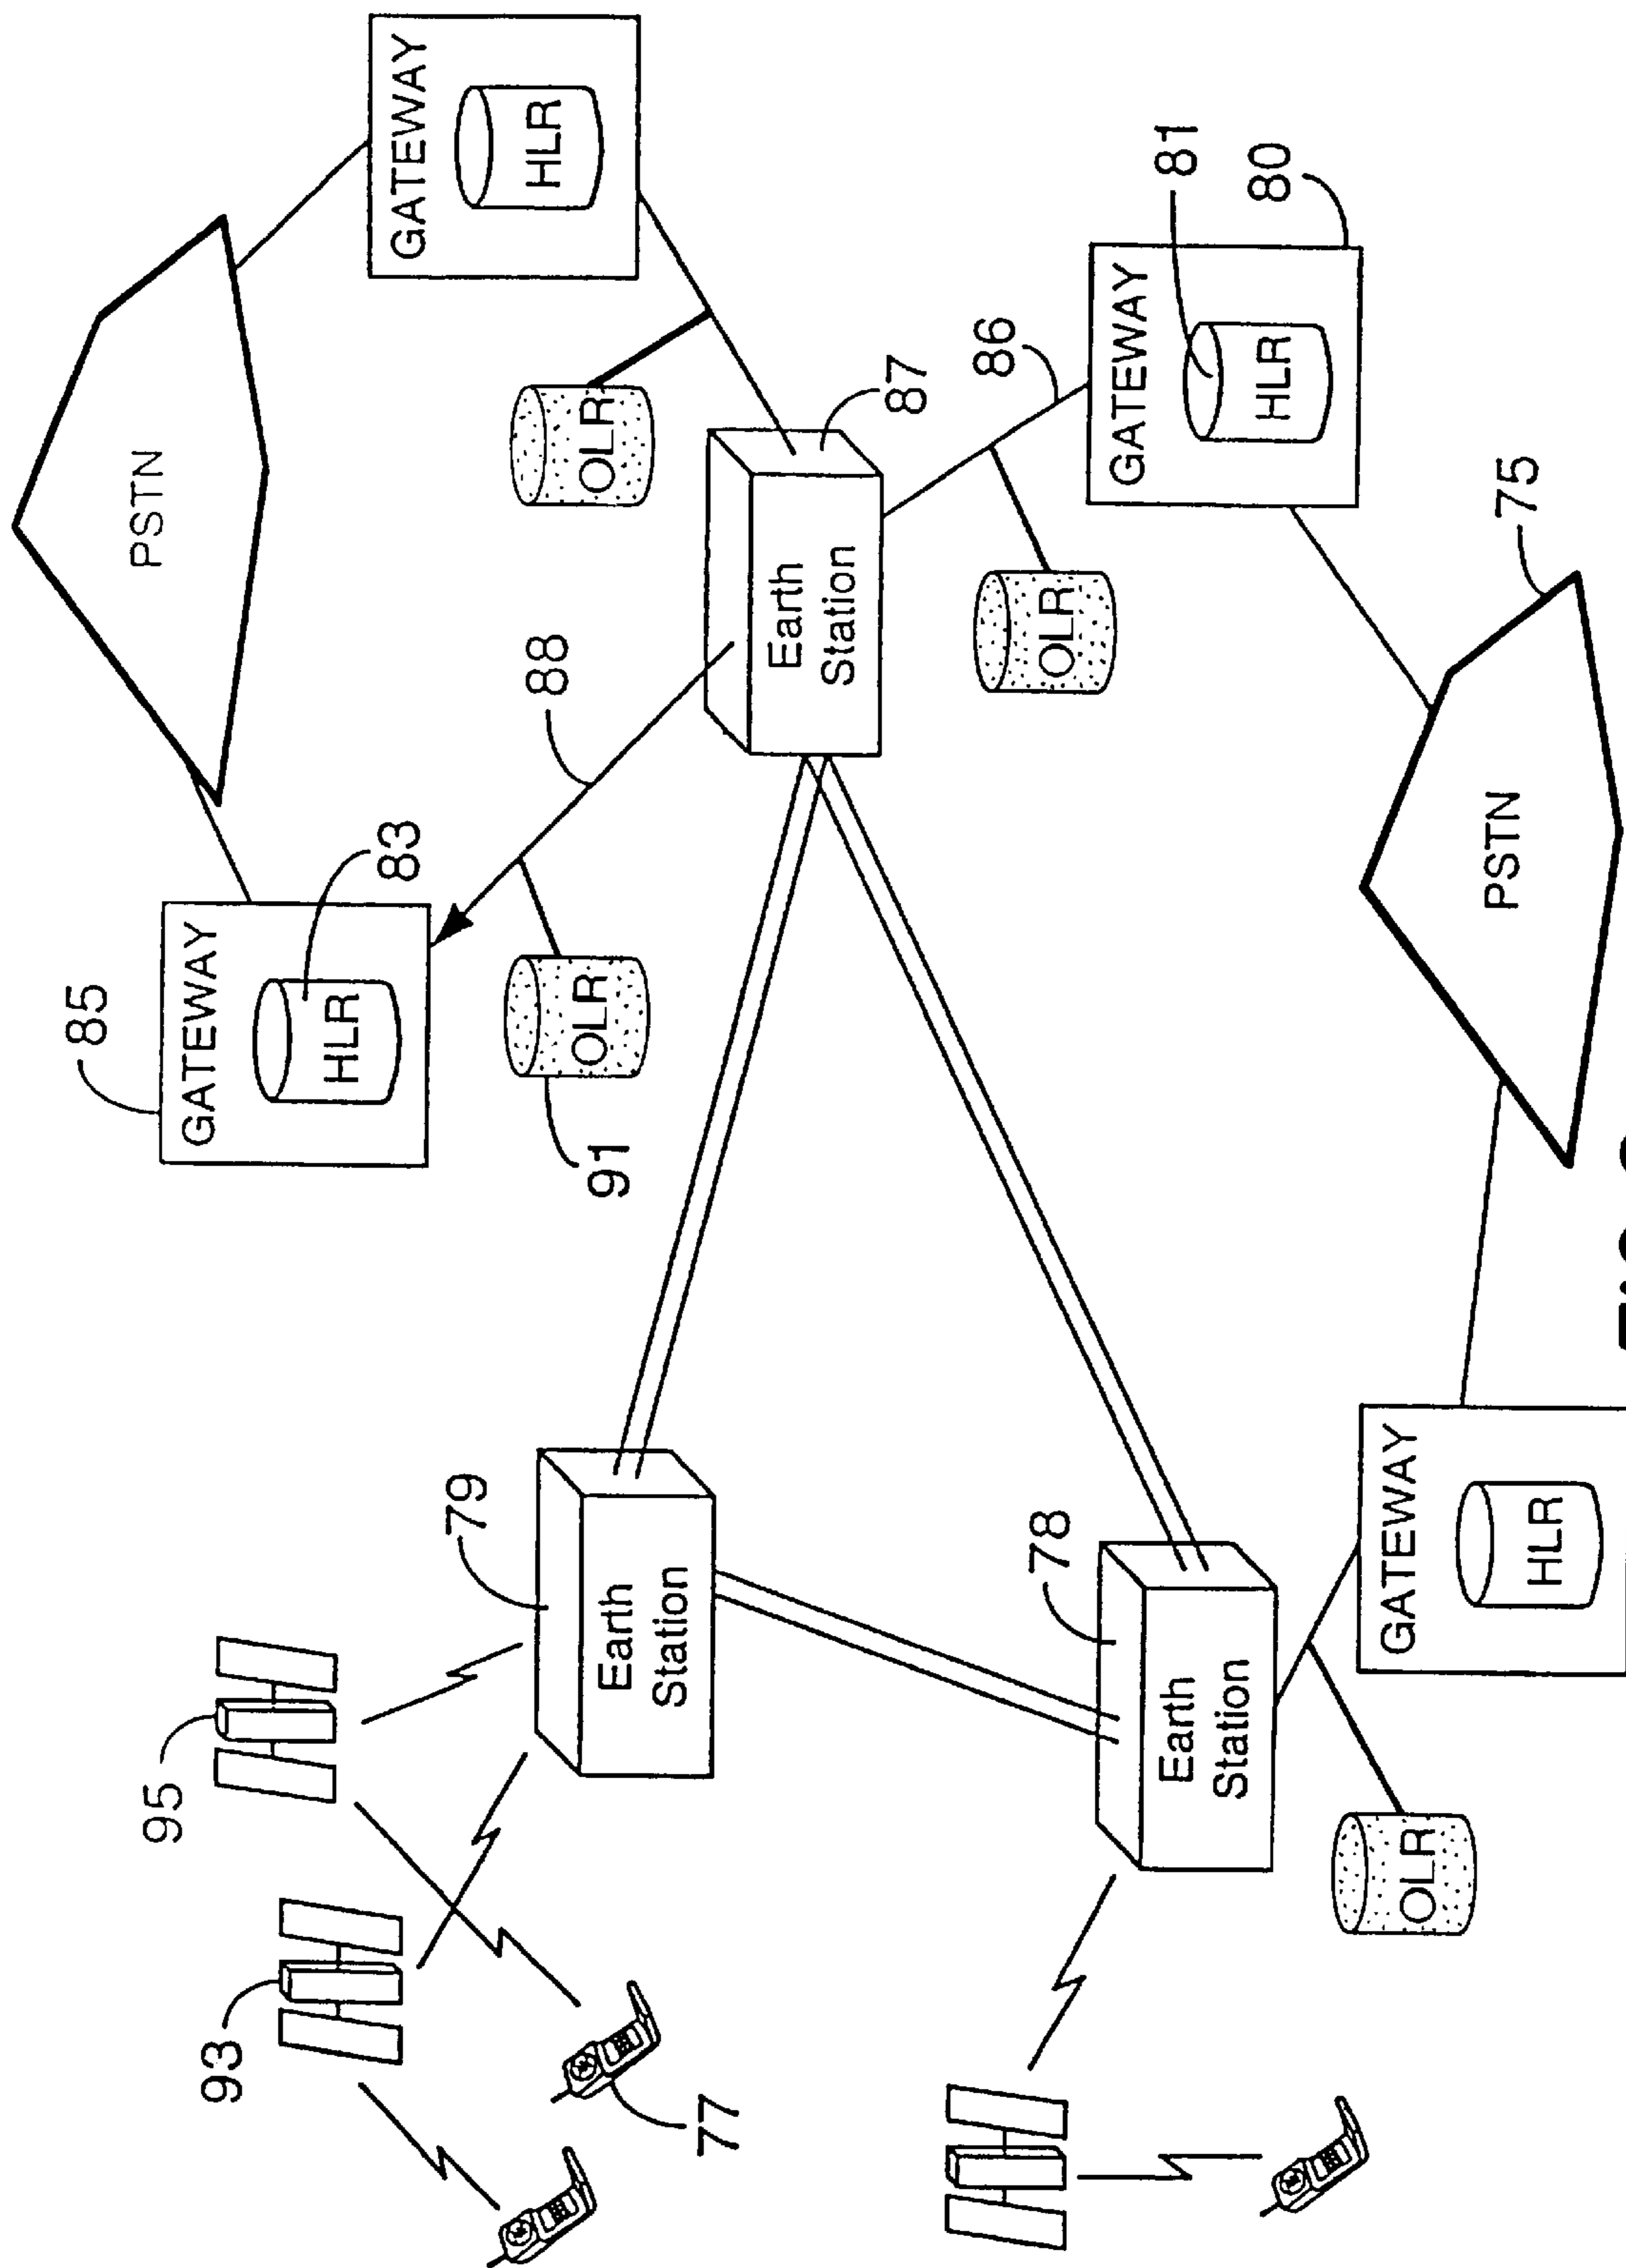 85
PSTN
95
GATEWAY
93
HLR
83
GATEWAY
79
88
HLR
OLR
OLR
91
Earth
Station
77
Earth
Station
87
86
78
OLR
GATEWAY
81
Earth
Station
HLR
80
GATEWAY
OLR
PSTN
75
HLR